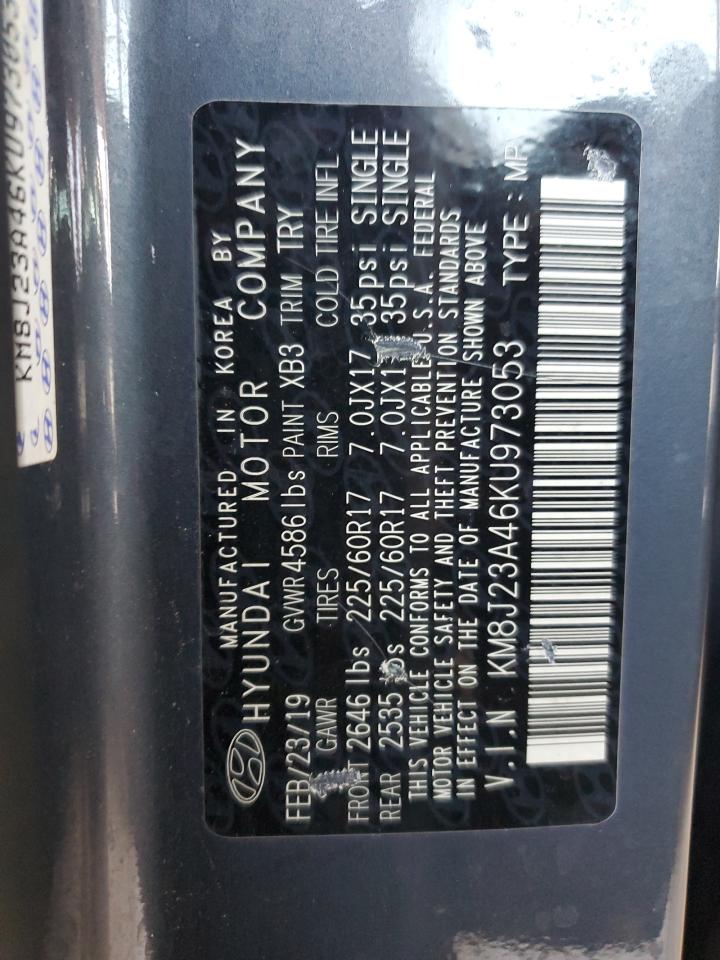 KM8J23A46KU973053
MANUFACTURED IN KOREA BY
HYUNDAI MOTOR COMPANY
FEB/23/19 GVWR 4586 lbs PAINT XB3 TRIM TRY
GAWR TIRES RIMS COLD TIRE INFL
FRONT 2646 lbs 225/60R17 7.0JX17 35psi SINGLE
REAR 2535 lbs 225/60R17 7.0JX17 35psi SINGLE
THIS VEHICLE CONFORMS TO ALL APPLICABLE U.S.A. FEDERAL
MOTOR VEHICLE SAFETY AND THEFT PREVENTION STANDARDS
IN EFFECT ON THE DATE OF MANUFACTURE SHOWN ABOVE
V.I.N KM8J23A46KU973053 TYPE : MP